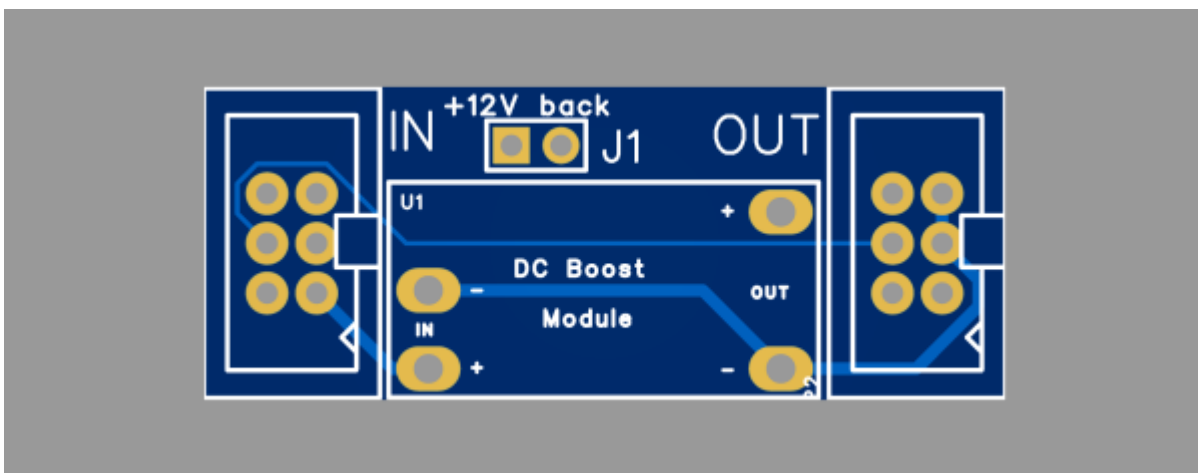 +12V back
IN
J1
OUT
U1
+
DC Boost
-
OUT
Module
IN
+
-